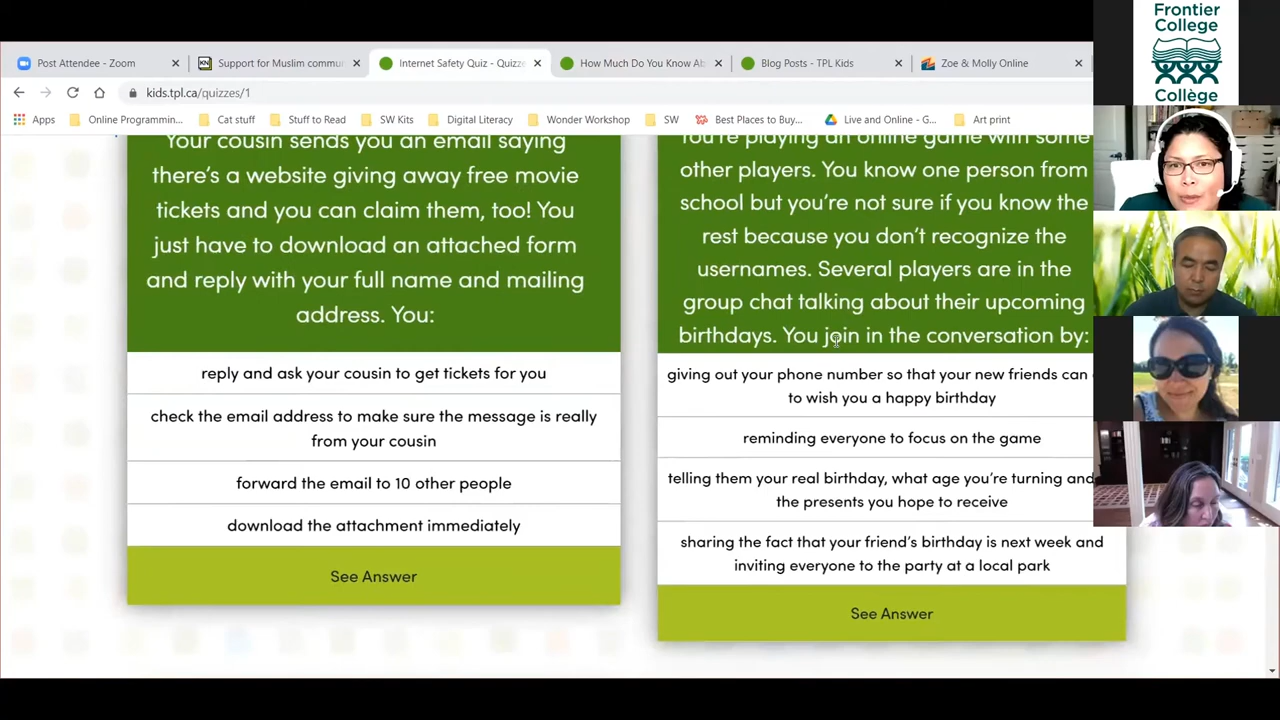 Frontier
College
Collège
Post Attendee - Zoom
Support for Muslim commu
Internet Safety Quiz - Quizze
How Much Do You Know Ab
Blog Posts - TPL Kids
Zoe & Molly Online
kids.tpl.ca/quizzes/1
Apps
Online Programmin...
Cat stuff
Stuff to Read
SW Kits
Digital Literacy
Wonder Workshop
SW
Best Places to Buy...
Live and Online - G...
Art print
Your cousin sends you an email saying
there's a website giving away free movie
tickets and you can claim them, too! You
just have to download an attached form
and reply with your full name and mailing
address. You:
reply and ask your cousin to get tickets for you
check the email address to make sure the message is really
from your cousin
forward the email to 10 other people
download the attachment immediately
See Answer
You're playing an online game with some
other players. You know one person from
school but you're not sure if you know the
rest because you don't recognize the
usernames. Several players are in the
group chat talking about their upcoming
birthdays. You join in the conversation by:
giving out your phone number so that your new friends can
to wish you a happy birthday
reminding everyone to focus on the game
telling them your real birthday, what age you're turning and
the presents you hope to receive
sharing the fact that your friend's birthday is next week and
inviting everyone to the party at a local park
See Answer